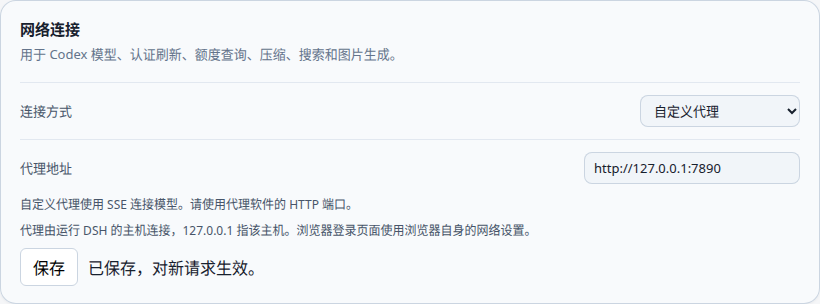 网络连接
用于 Codex 模型、认证刷新、额度查询、压缩、搜索和图片生成。
连接方式
自定义代理
代理地址
http://127.0.0.1:7890
自定义代理使用 SSE 连接模型。请使用代理软件的 HTTP 端口。
代理由运行 DSH 的主机连接，127.0.0.1 指该主机。浏览器登录页面使用浏览器自身的网络设置。
保存
已保存，对新请求生效。